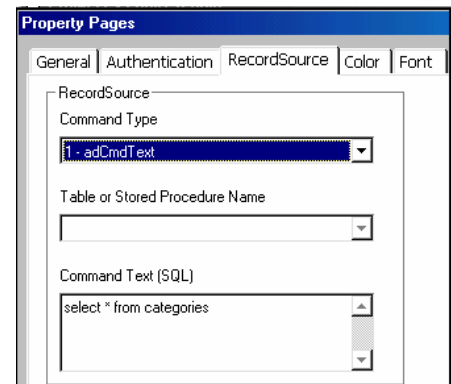 Property Pages
General Authentication RecordSource Color Font
RecordSource
Command Type
1 - adCmdText
Table or Stored Procedure Name
Command Text (SQL)
select * from categories